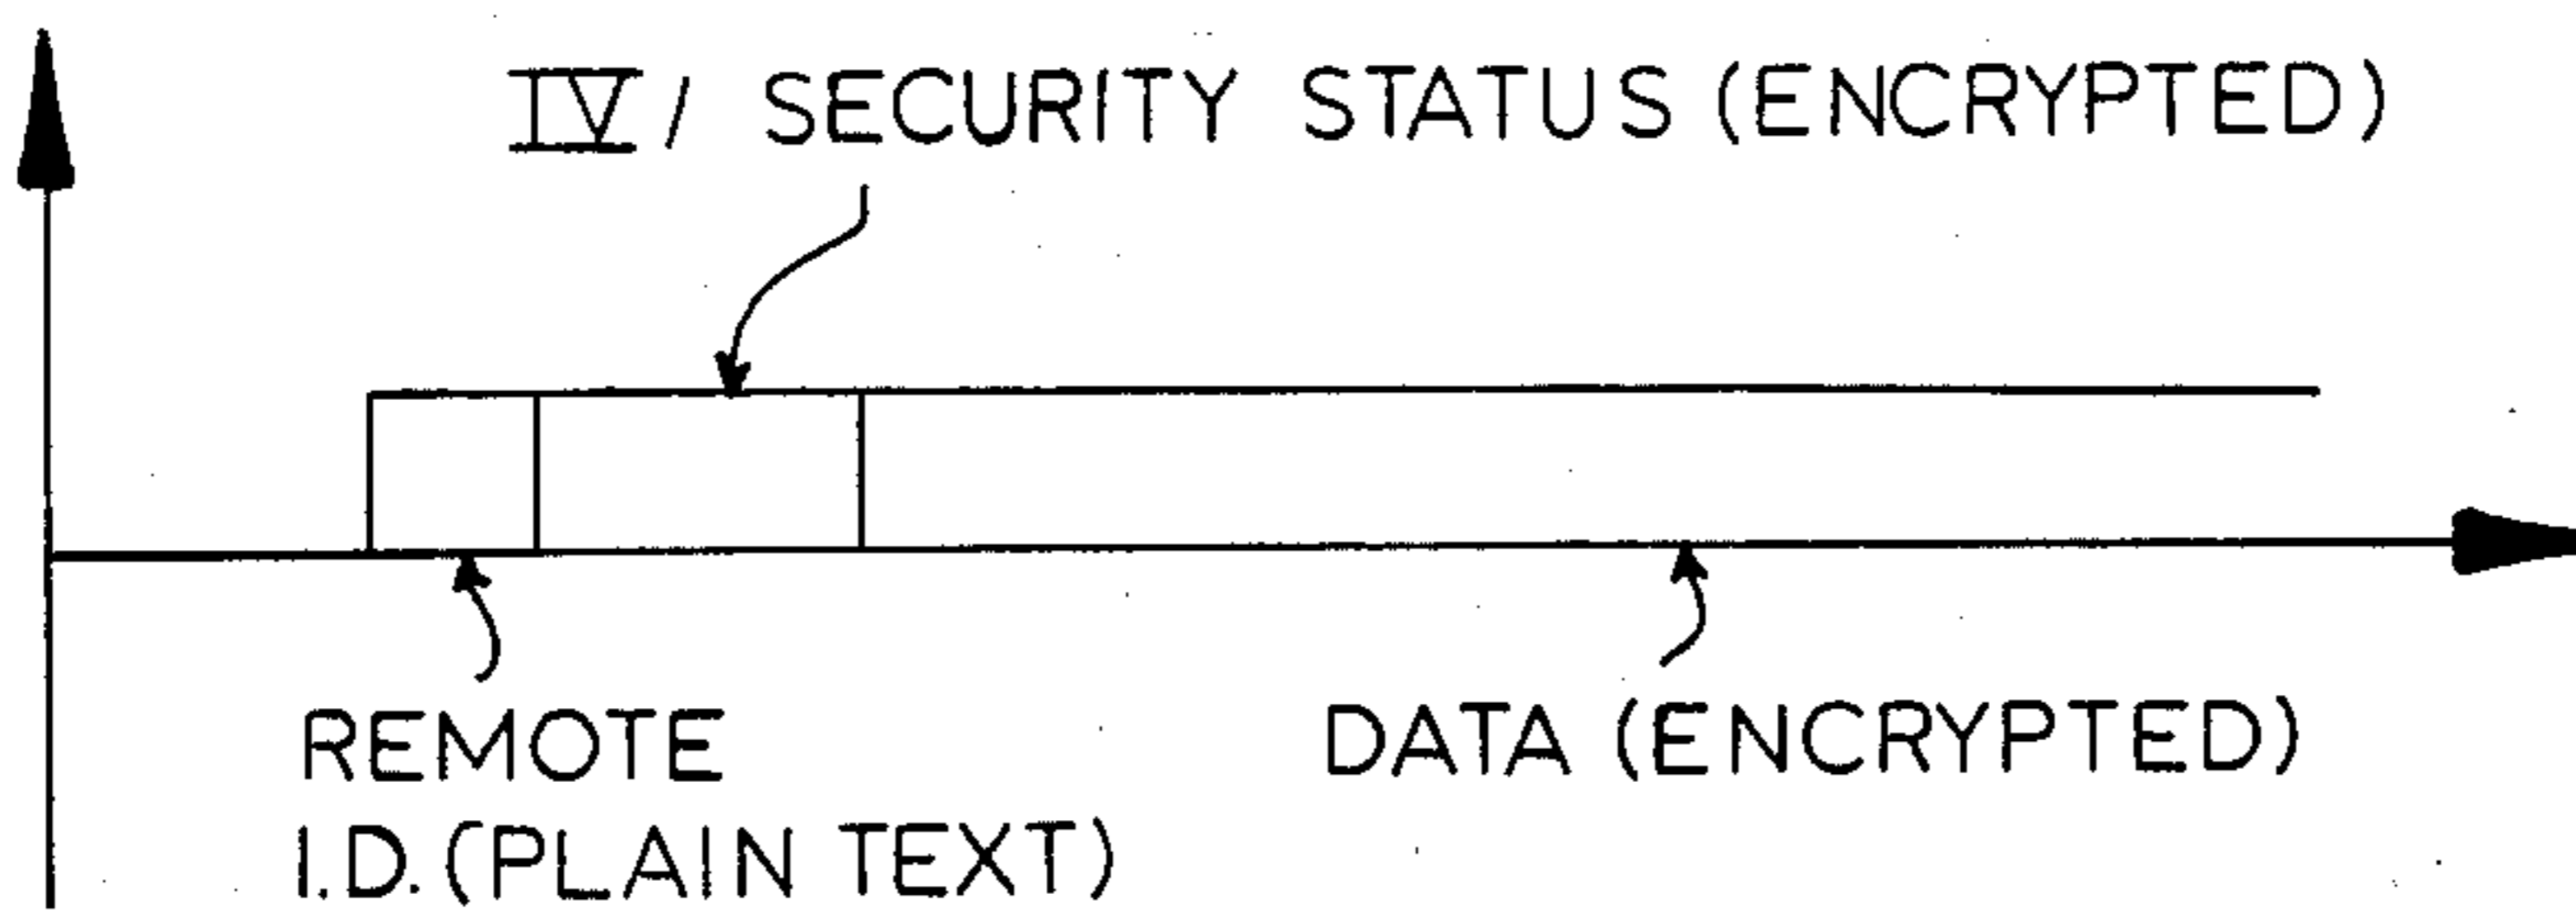 IV / SECURITY STATUS (ENCRYPTED)
REMOTE
I.D. (PLAIN TEXT)
DATA (ENCRYPTED)